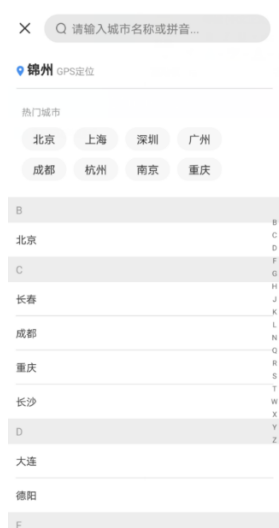 请输入城市名称或拼音...
锦州 GPS定位
热门城市
北京 上海 深圳 广州
成都 杭州 南京 重庆
B
北京
C
长春
成都
重庆
长沙
D
大连
德阳
F
B
C
D
F
G
H
J
K
L
N
Q
R
S
T
W
X
Y
Z